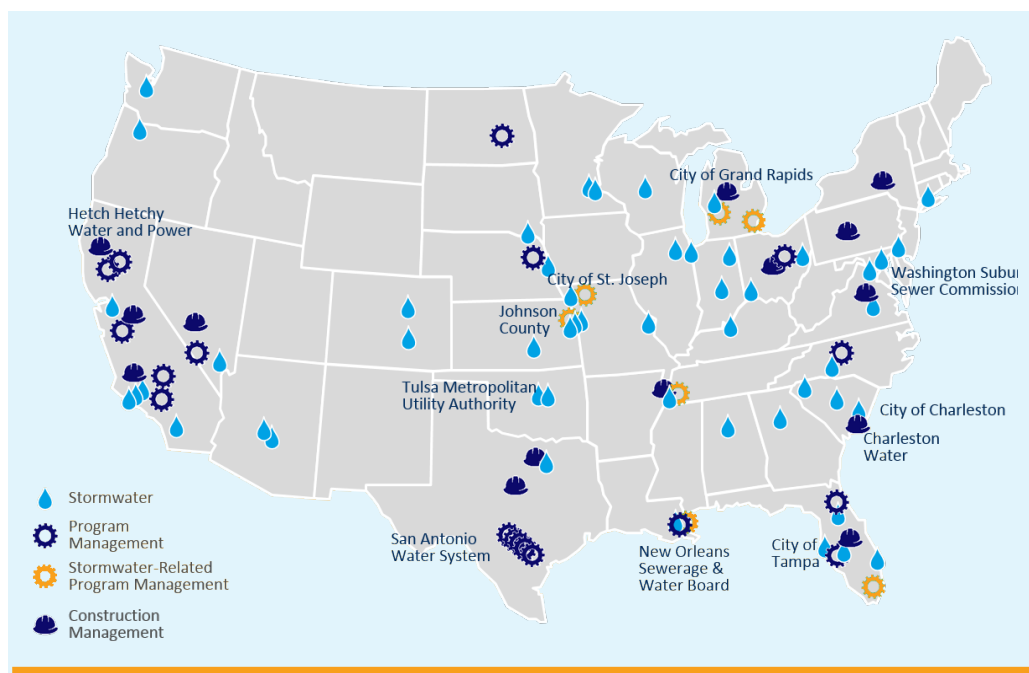 City of Grand Rapids
Hetch Hetchy
Water and Power
City of St. Joseph
Washington Subur
Sewer Commission
Johnson
County
Tulsa Metropolitan
Utility Authority
City of Charleston
Charleston
Water
San Antonio
Water System
New Orleans
Sewerage &
Water Board
City of
Tampa
Stormwater
Program
Management
Stormwater-Related
Program Management
Construction
Management